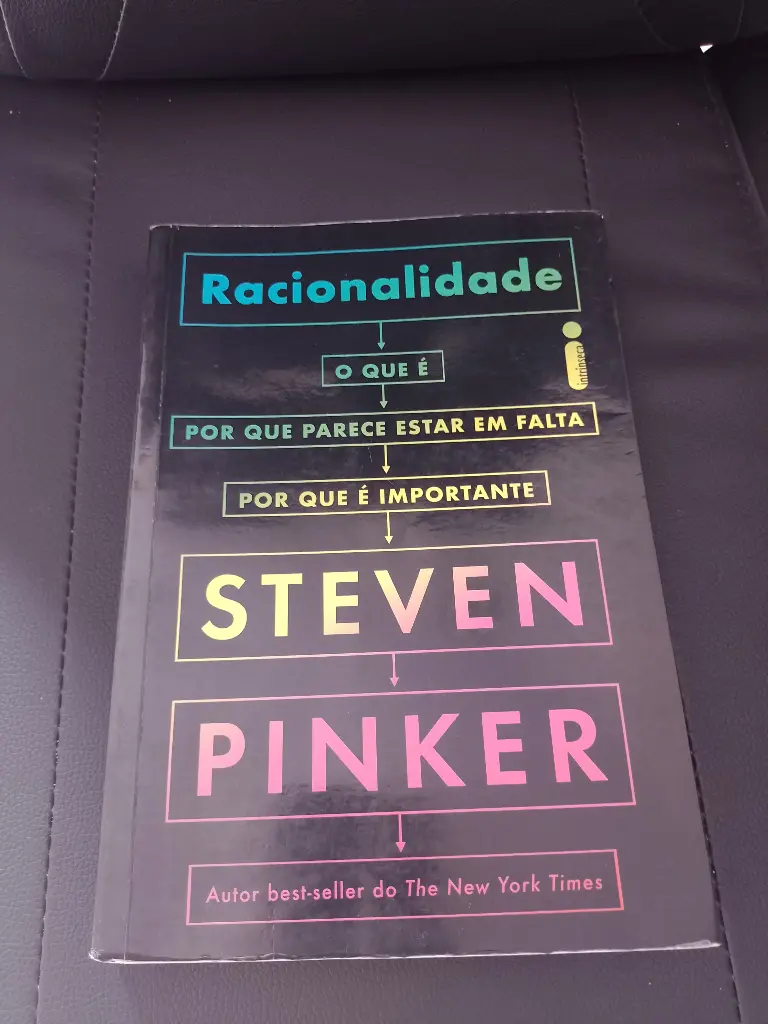 Racionalidade
intrínseca
O QUE É
POR QUE PARECE ESTAR EM FALTA
POR QUE É IMPORTANTE
STEVEN
PINKER
Autor best-seller do The New York Times